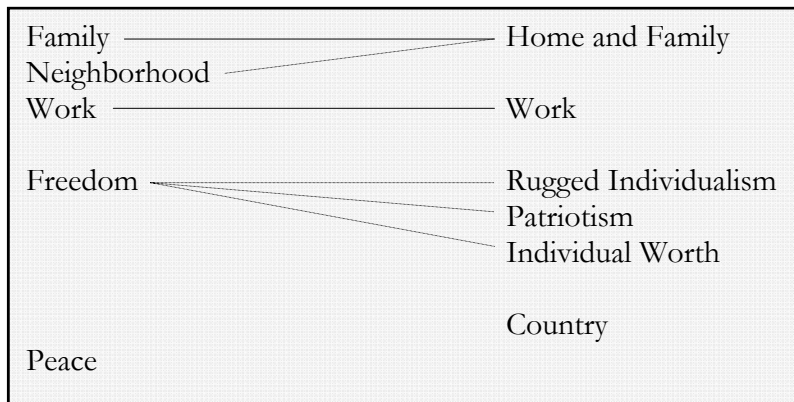 Family
Home and Family
Neighborhood
Work
Work
Freedom
Rugged Individualism
Patriotism
Individual Worth
Country
Peace